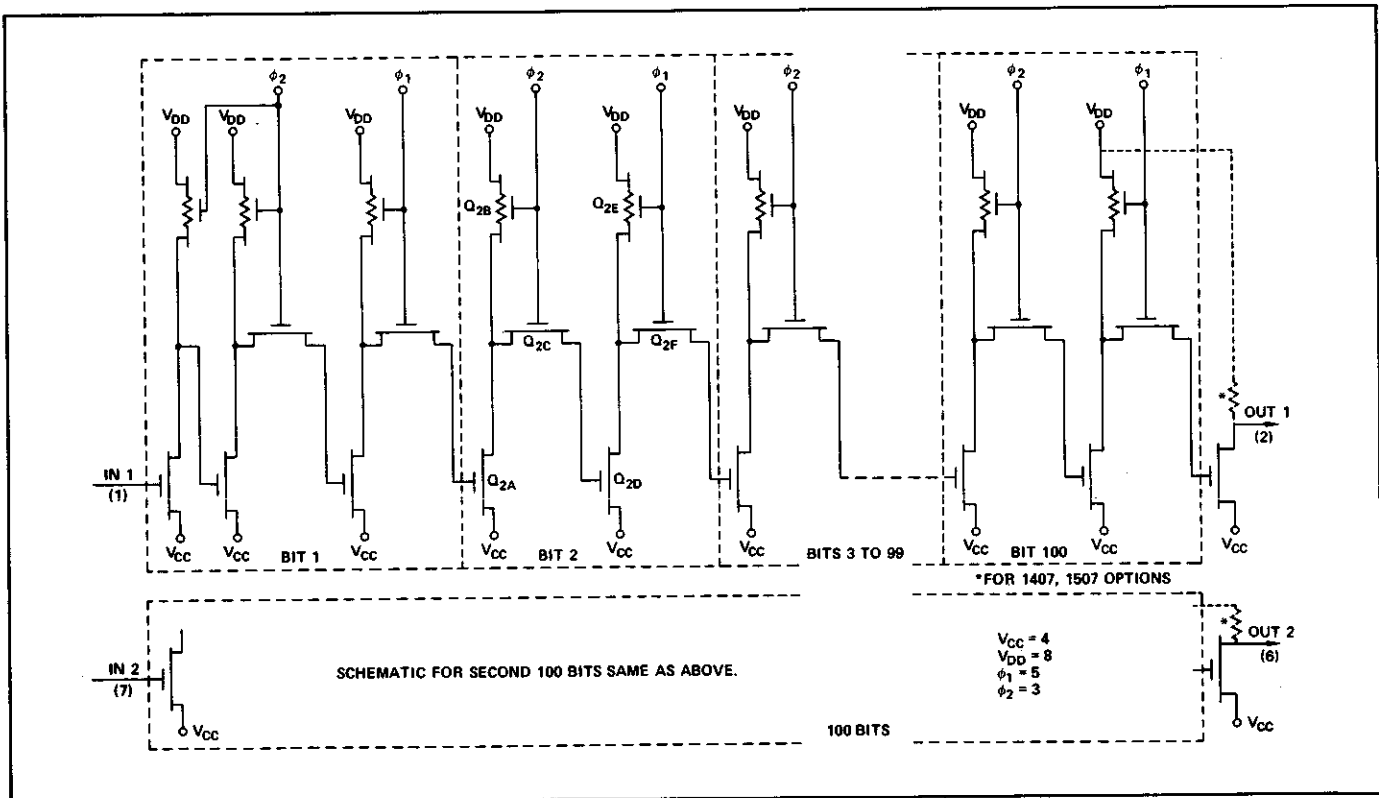 ϕ2 ϕ1 ϕ2 ϕ1 ϕ2 ϕ2 ϕ1
VDD VDD VDD VDD VDD VDD VDD VDD
Q2B Q2E
Q2C Q2F
* OUT 1
(2)
IN 1
(1)
Q2A Q2D
VCC VCC VCC VCC VCC VCC VCC VCC VCC
BIT 1 BIT 2 BITS 3 TO 99 BIT 100
*FOR 1407, 1507 OPTIONS
* OUT 2
(6)
IN 2
(7)
SCHEMATIC FOR SECOND 100 BITS SAME AS ABOVE.
VCC = 4
VDD = 8
ϕ1 = 5
ϕ2 = 3
VCC VCC
100 BITS